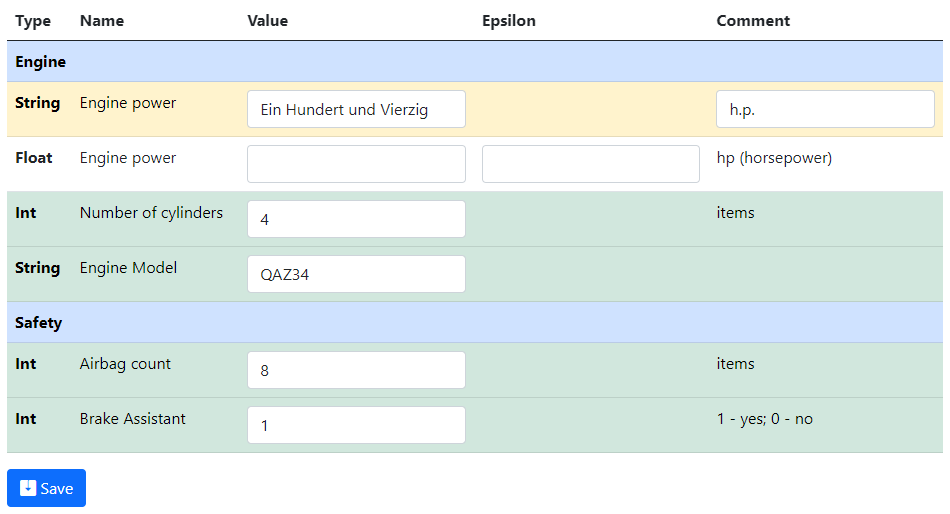 Type Name Value Epsilon Comment
Engine
String Engine power Ein Hundert und Vierzig h.p.
Float Engine power hp (horsepower)
Int Number of cylinders 4 items
String Engine Model QAZ34
Safety
Int Airbag count 8 items
Int Brake Assistant 1 1 - yes; 0 - no
Save